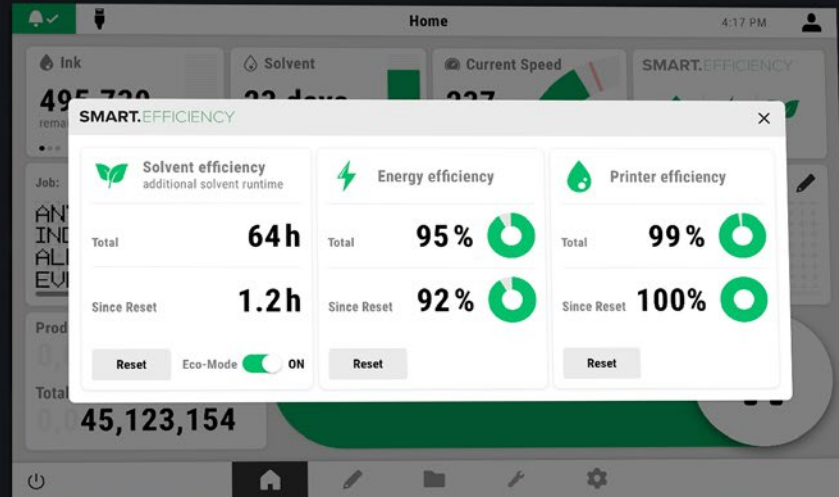 Home
4:17 PM
Ink
Solvent
Current Speed
SMART.EFFICIENCY
SMART.EFFICIENCY
Solvent efficiency
additional solvent runtime
Total
64h
Since Reset
1.2h
Reset
Eco-Mode
ON
Energy efficiency
Total
95%
Since Reset
92%
Reset
Printer efficiency
Total
99%
Since Reset
100%
Reset
Job:
Total
45,123,154